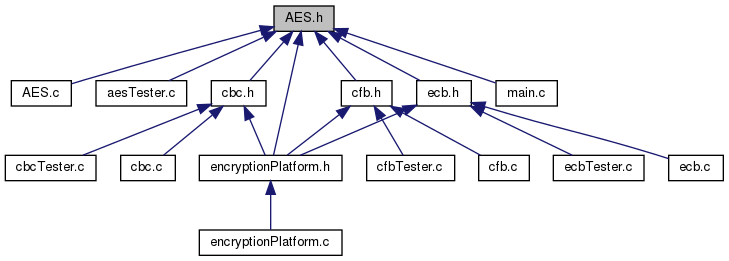 AES.h
AES.c
aesTester.c
cbc.h
cfb.h
ecb.h
main.c
cbcTester.c
cbc.c
encryptionPlatform.h
cfbTester.c
cfb.c
ecbTester.c
ecb.c
encryptionPlatform.c